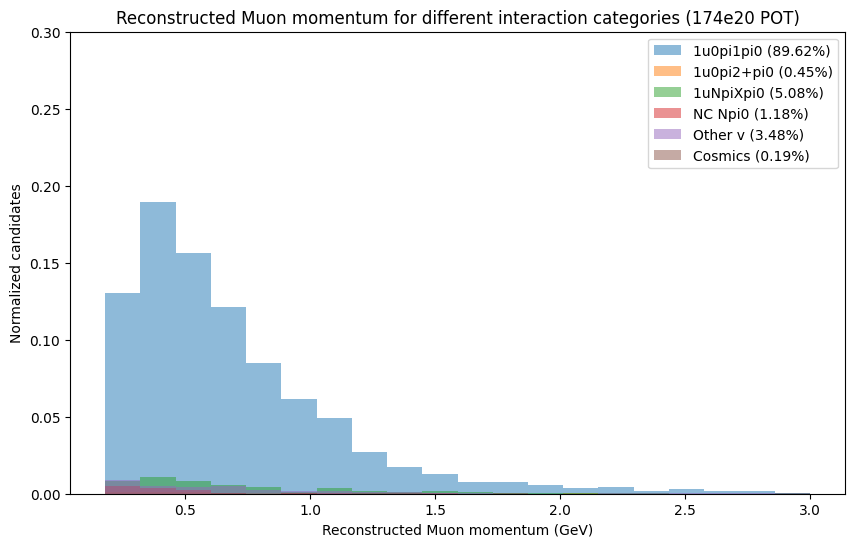 Reconstructed Muon momentum for different interaction categories (174e20 POT)
0.30
0.25
0.20
0.15
0.10
0.05
0.00
Normalized candidates
1u0pi1pi0 (89.62%)
1u0pi2+pi0 (0.45%)
1uNpiXpi0 (5.08%)
NC Npi0 (1.18%)
Other v (3.48%)
Cosmics (0.19%)
0.5 1.0 1.5 2.0 2.5 3.0
Reconstructed Muon momentum (GeV)